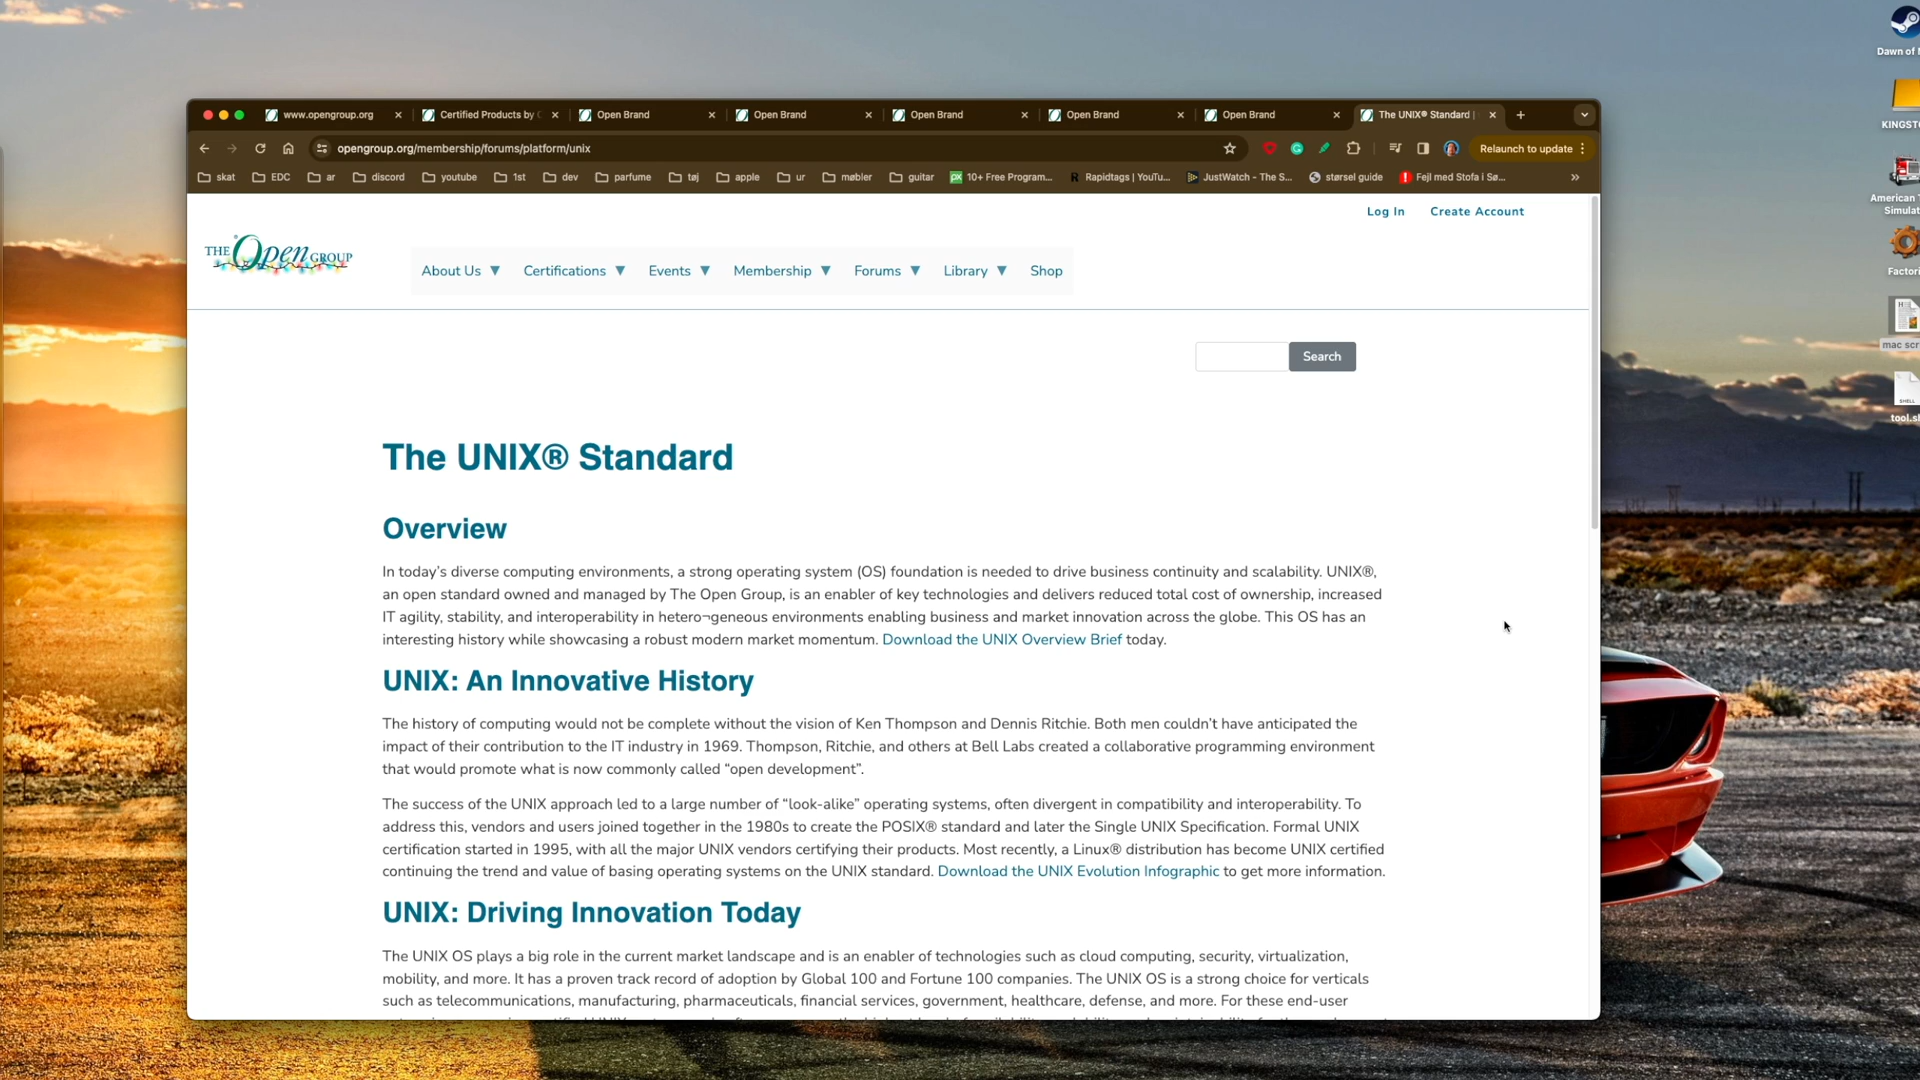 Dawn of
www.opengroup.org
Certified Products by
Open Brand
Open Brand
Open Brand
Open Brand
Open Brand
The UNIX® Standard |
opengroup.org/membership/forums/platform/unix
Relaunch to update
KINGST
skat
EDC
ar
discord
youtube
1st
dev
parfume
tøj
apple
ur
møbler
guitar
10+ Free Program...
Rapidtags | YouTu...
JustWatch - The S...
størsel guide
Fejl med Stofa i Sø...
»
American
Simulat
Log In
Create Account
THE Open GROUP
About Us
Certifications
Events
Membership
Forums
Library
Shop
Factori
mac scr
SHELL
tool.s
Search
The UNIX® Standard
Overview
In today's diverse computing environments, a strong operating system (OS) foundation is needed to drive business continuity and scalability. UNIX®,
an open standard owned and managed by The Open Group, is an enabler of key technologies and delivers reduced total cost of ownership, increased
IT agility, stability, and interoperability in hetero¬geneous environments enabling business and market innovation across the globe. This OS has an
interesting history while showcasing a robust modern market momentum. Download the UNIX Overview Brief today.
UNIX: An Innovative History
The history of computing would not be complete without the vision of Ken Thompson and Dennis Ritchie. Both men couldn't have anticipated the
impact of their contribution to the IT industry in 1969. Thompson, Ritchie, and others at Bell Labs created a collaborative programming environment
that would promote what is now commonly called “open development”.
The success of the UNIX approach led to a large number of “look-alike” operating systems, often divergent in compatibility and interoperability. To
address this, vendors and users joined together in the 1980s to create the POSIX® standard and later the Single UNIX Specification. Formal UNIX
certification started in 1995, with all the major UNIX vendors certifying their products. Most recently, a Linux® distribution has become UNIX certified
continuing the trend and value of basing operating systems on the UNIX standard. Download the UNIX Evolution Infographic to get more information.
UNIX: Driving Innovation Today
The UNIX OS plays a big role in the current market landscape and is an enabler of technologies such as cloud computing, security, virtualization,
mobility, and more. It has a proven track record of adoption by Global 100 and Fortune 100 companies. The UNIX OS is a strong choice for verticals
such as telecommunications, manufacturing, pharmaceuticals, financial services, government, healthcare, defense, and more. For these end-user